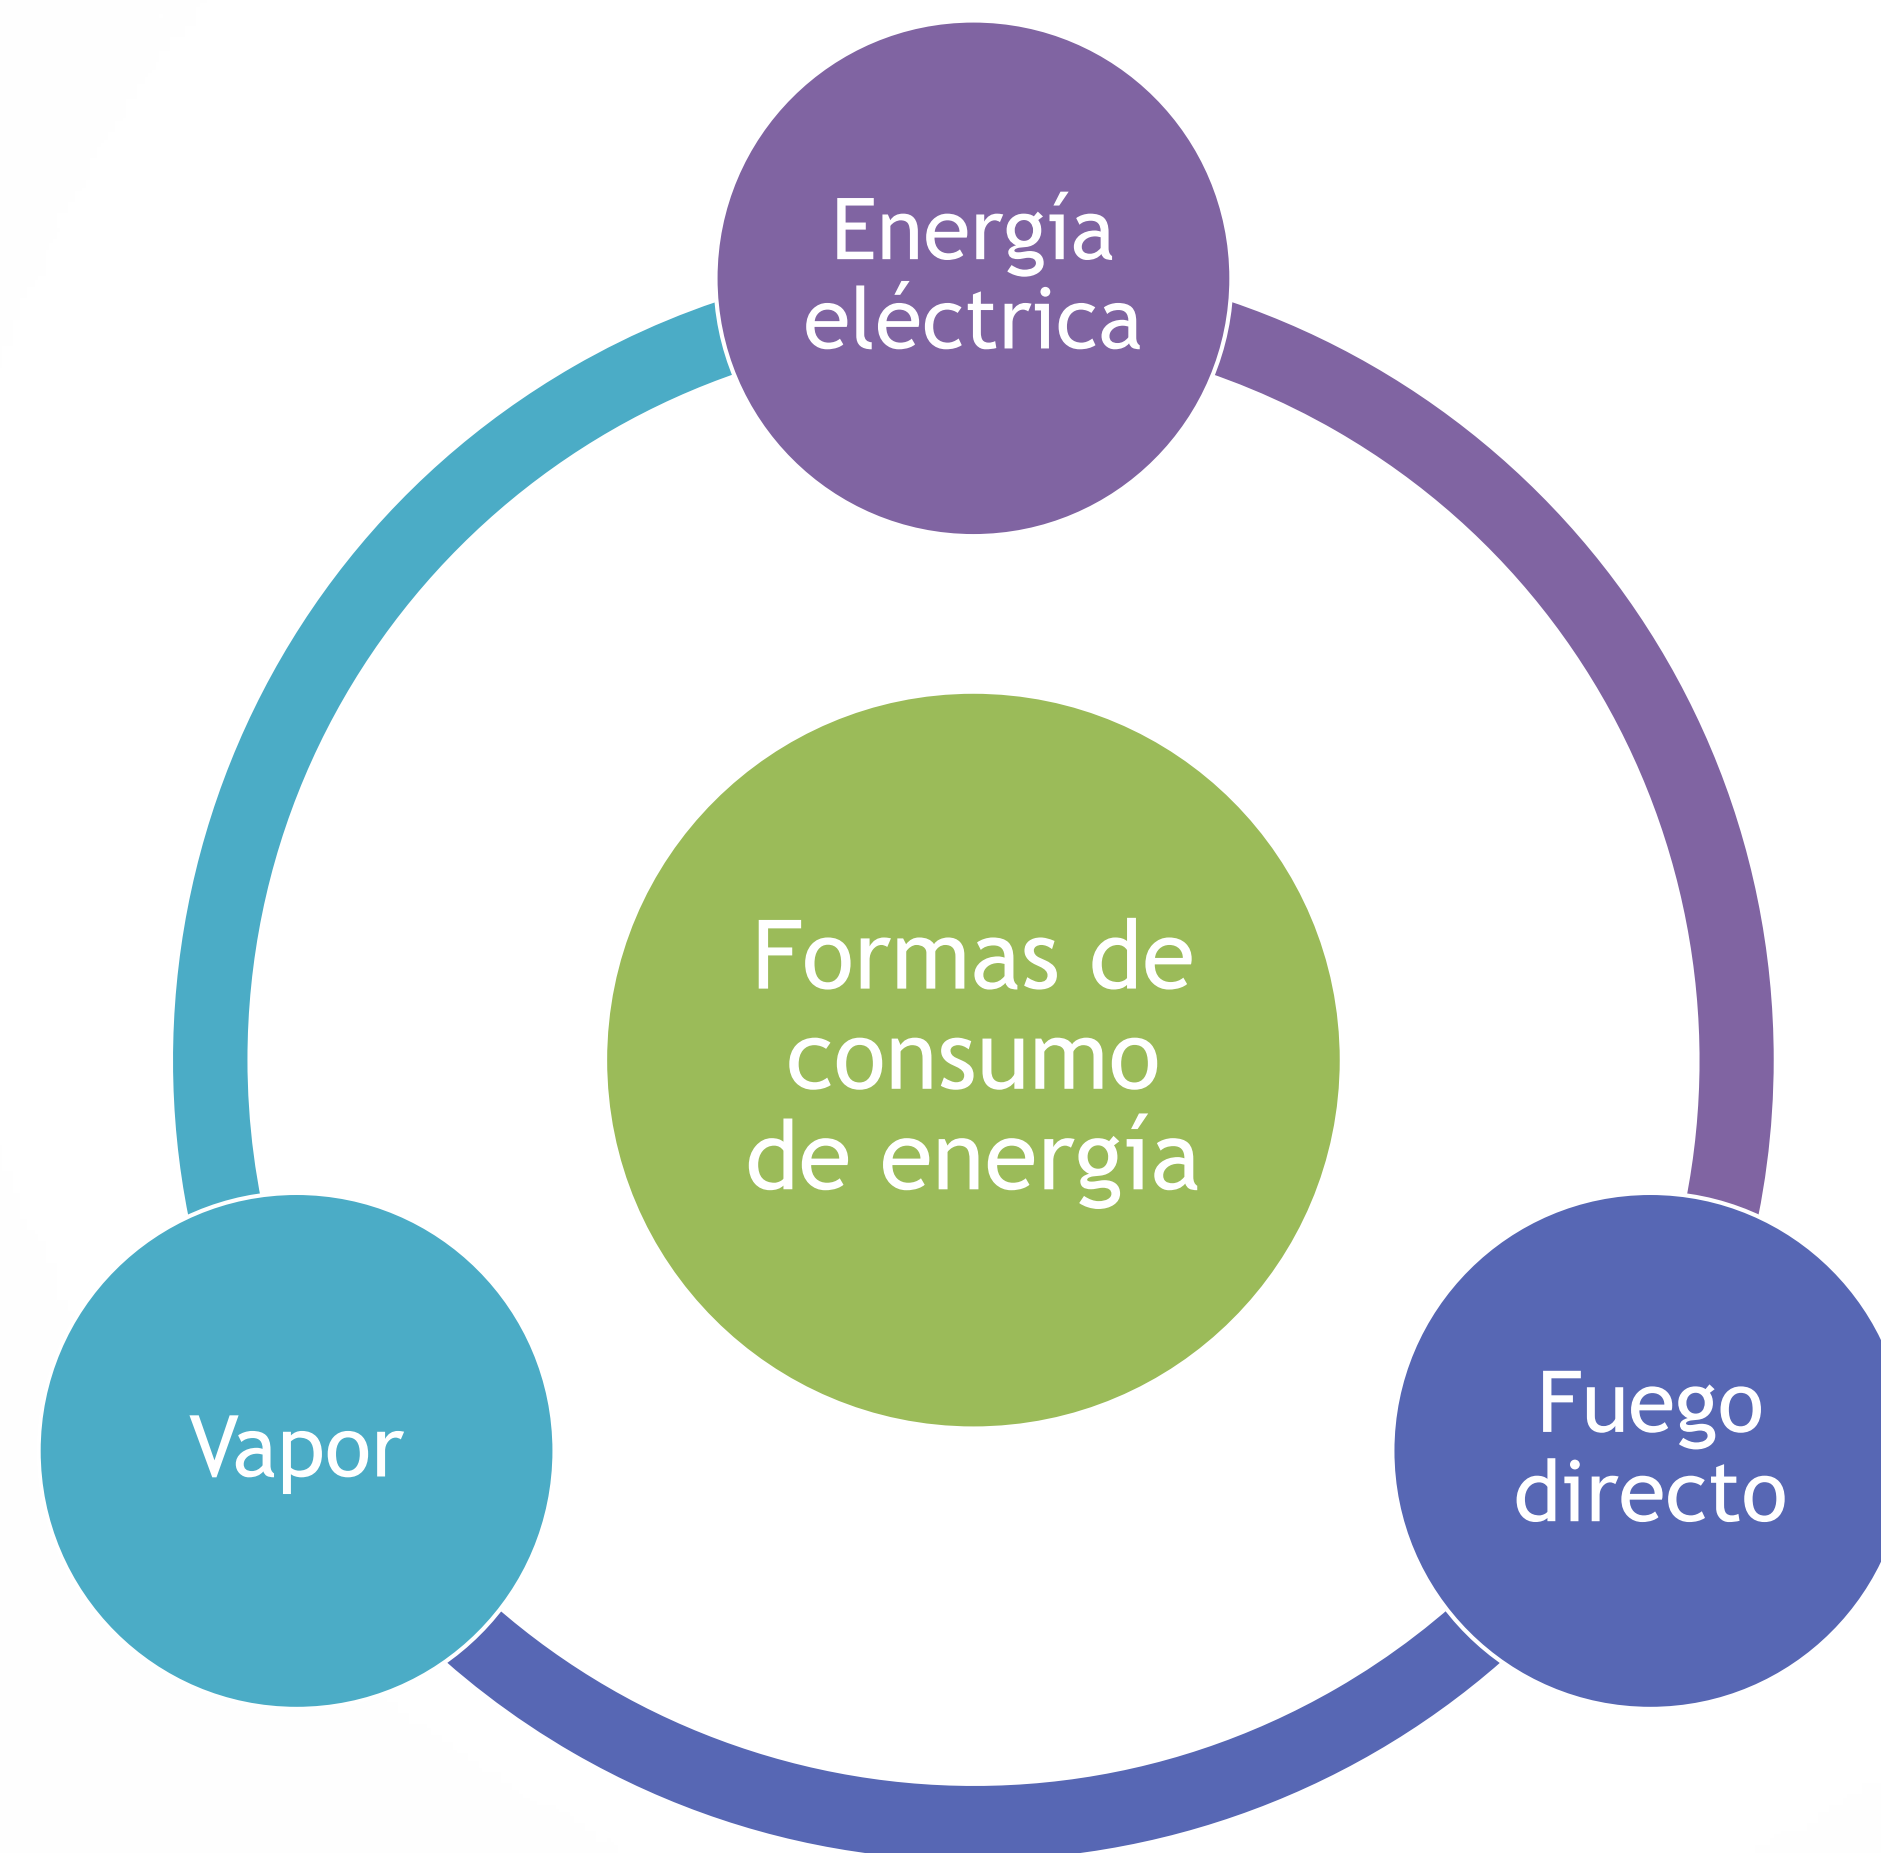 Energía
eléctrica
Formas de
consumo
de energía
Vapor
Fuego
directo